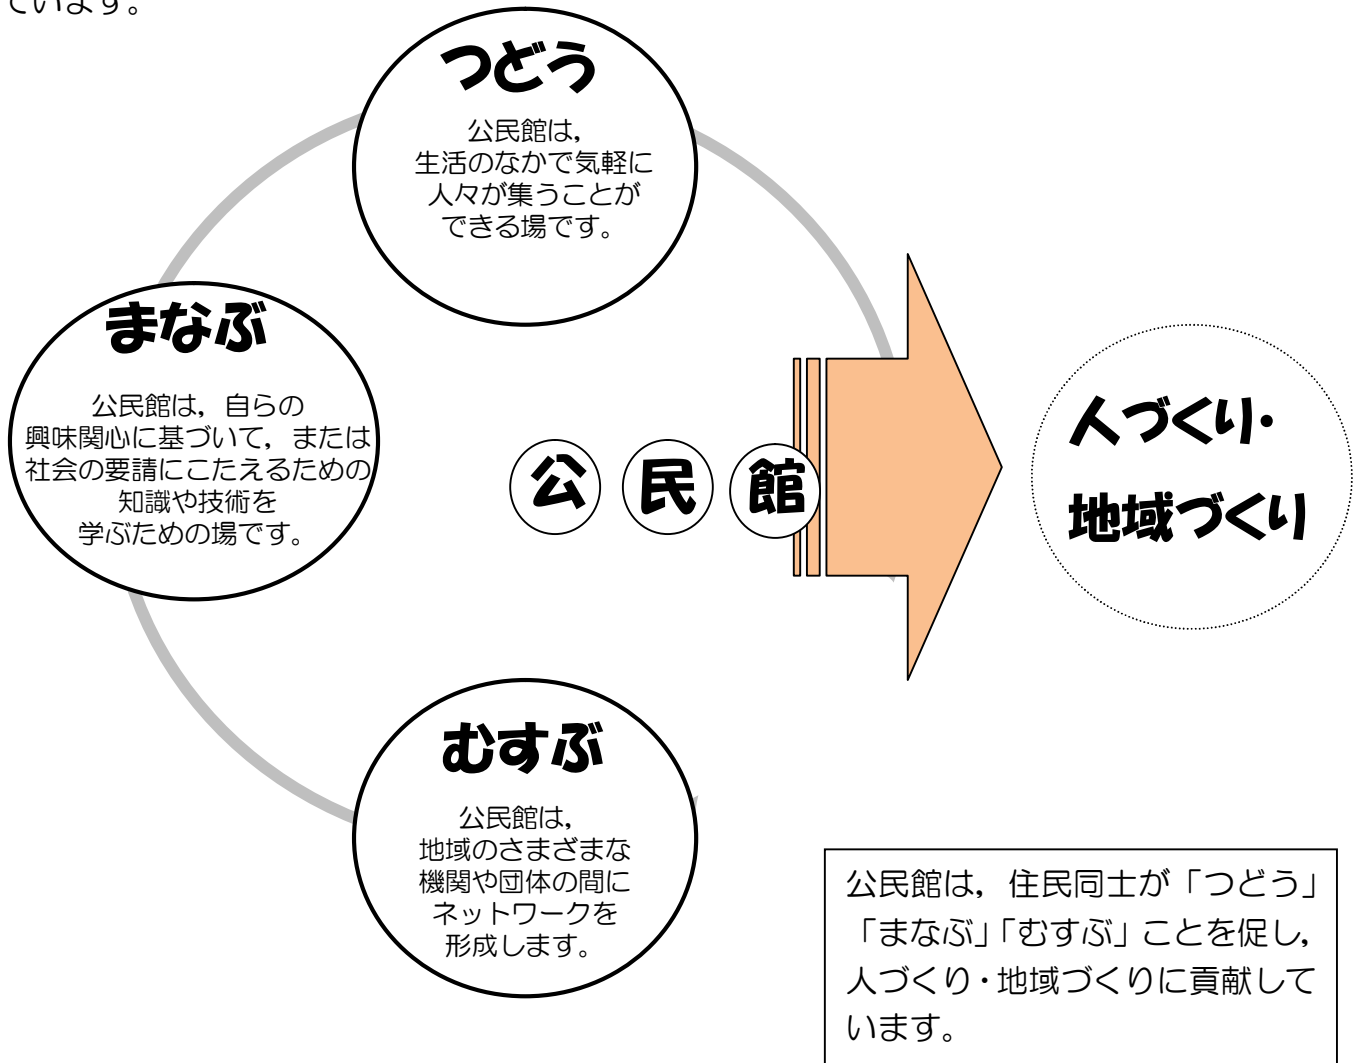 ています。
つどう
公民館は，
生活のなかで気軽に
人々が集うことが
できる場です。
まなぶ
公民館は，自らの
興味関心に基づいて，または
社会の要請にこたえるための
知識や技術を
学ぶための場です。
公民館
人づくり・
地域づくり
むすぶ
公民館は，
地域のさまざまな
機関や団体の間に
ネットワークを
形成します。
公民館は，住民同士が「つどう」
「まなぶ」「むすぶ」ことを促し，
人づくり・地域づくりに貢献して
います。